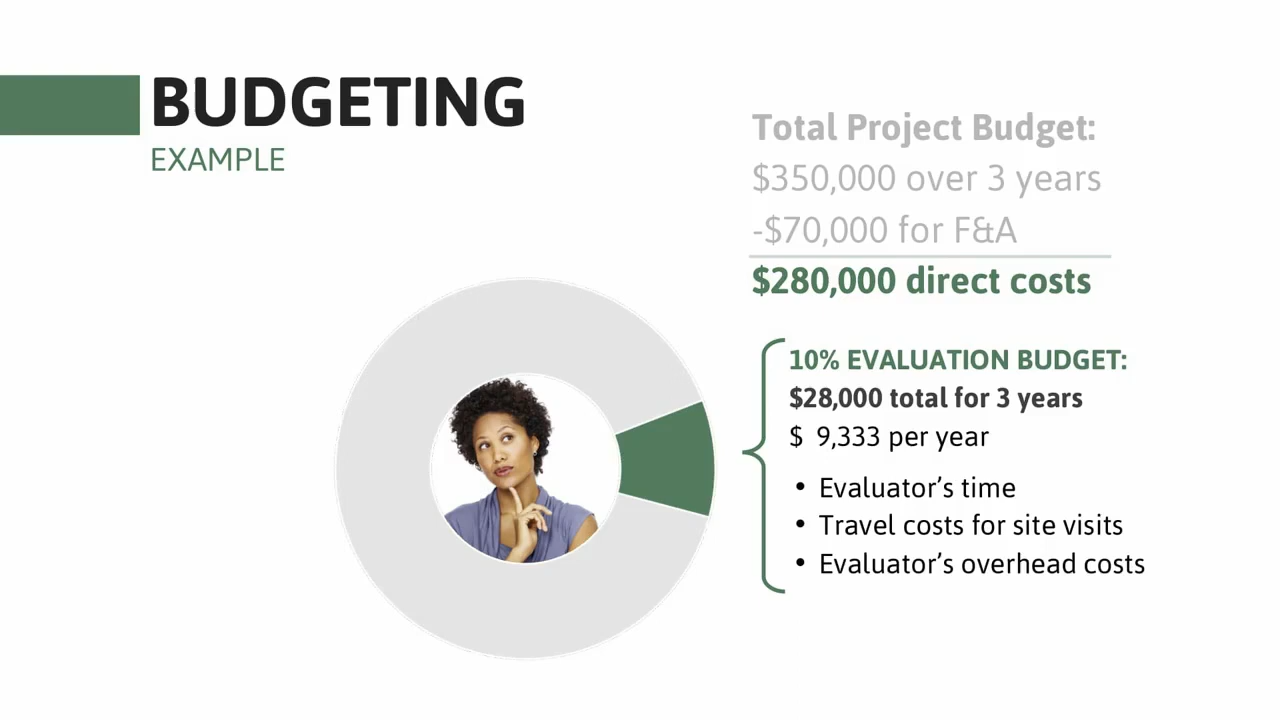 BUDGETING
EXAMPLE
Total Project Budget:
$350,000 over 3 years
-$70,000 for F&A
$280,000 direct costs
10% EVALUATION BUDGET:
$28,000 total for 3 years
$ 9,333 per year
• Evaluator’s time
• Travel costs for site visits
• Evaluator’s overhead costs